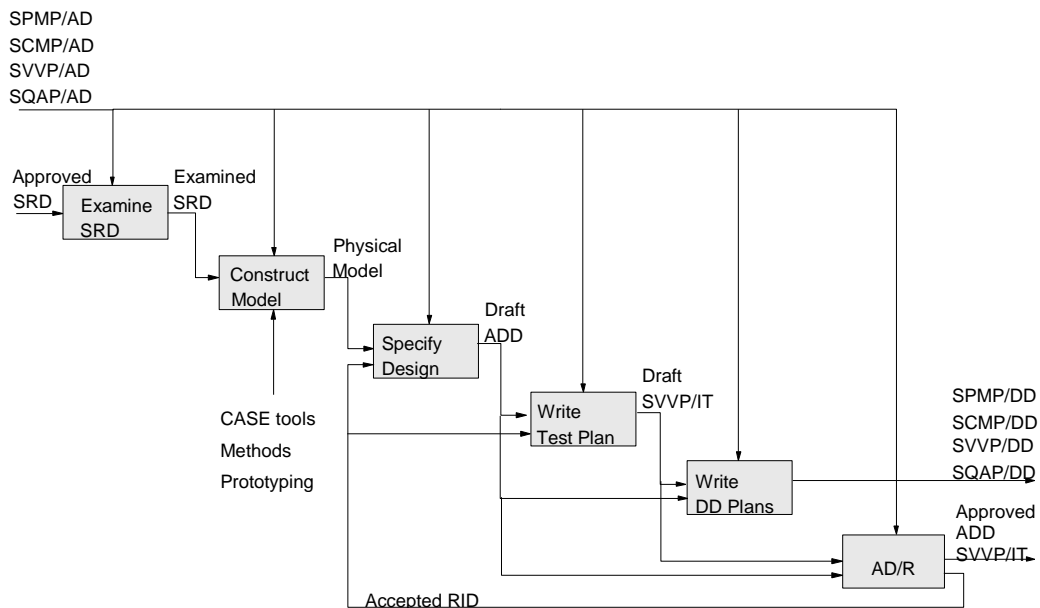 SPMP/AD
SCMP/AD
SVVP/AD
SQAP/AD
Approved
SRD
Examine
SRD
Examined
SRD
Construct
Model
Physical
Model
CASE tools
Methods
Prototyping
Specify
Design
Draft
ADD
Write
Test Plan
Draft
SVVP/IT
Write
DD Plans
SPMP/DD
SCMP/DD
SVVP/DD
SQAP/DD
AD/R
Approved
ADD
SVVP/IT
Accepted RID